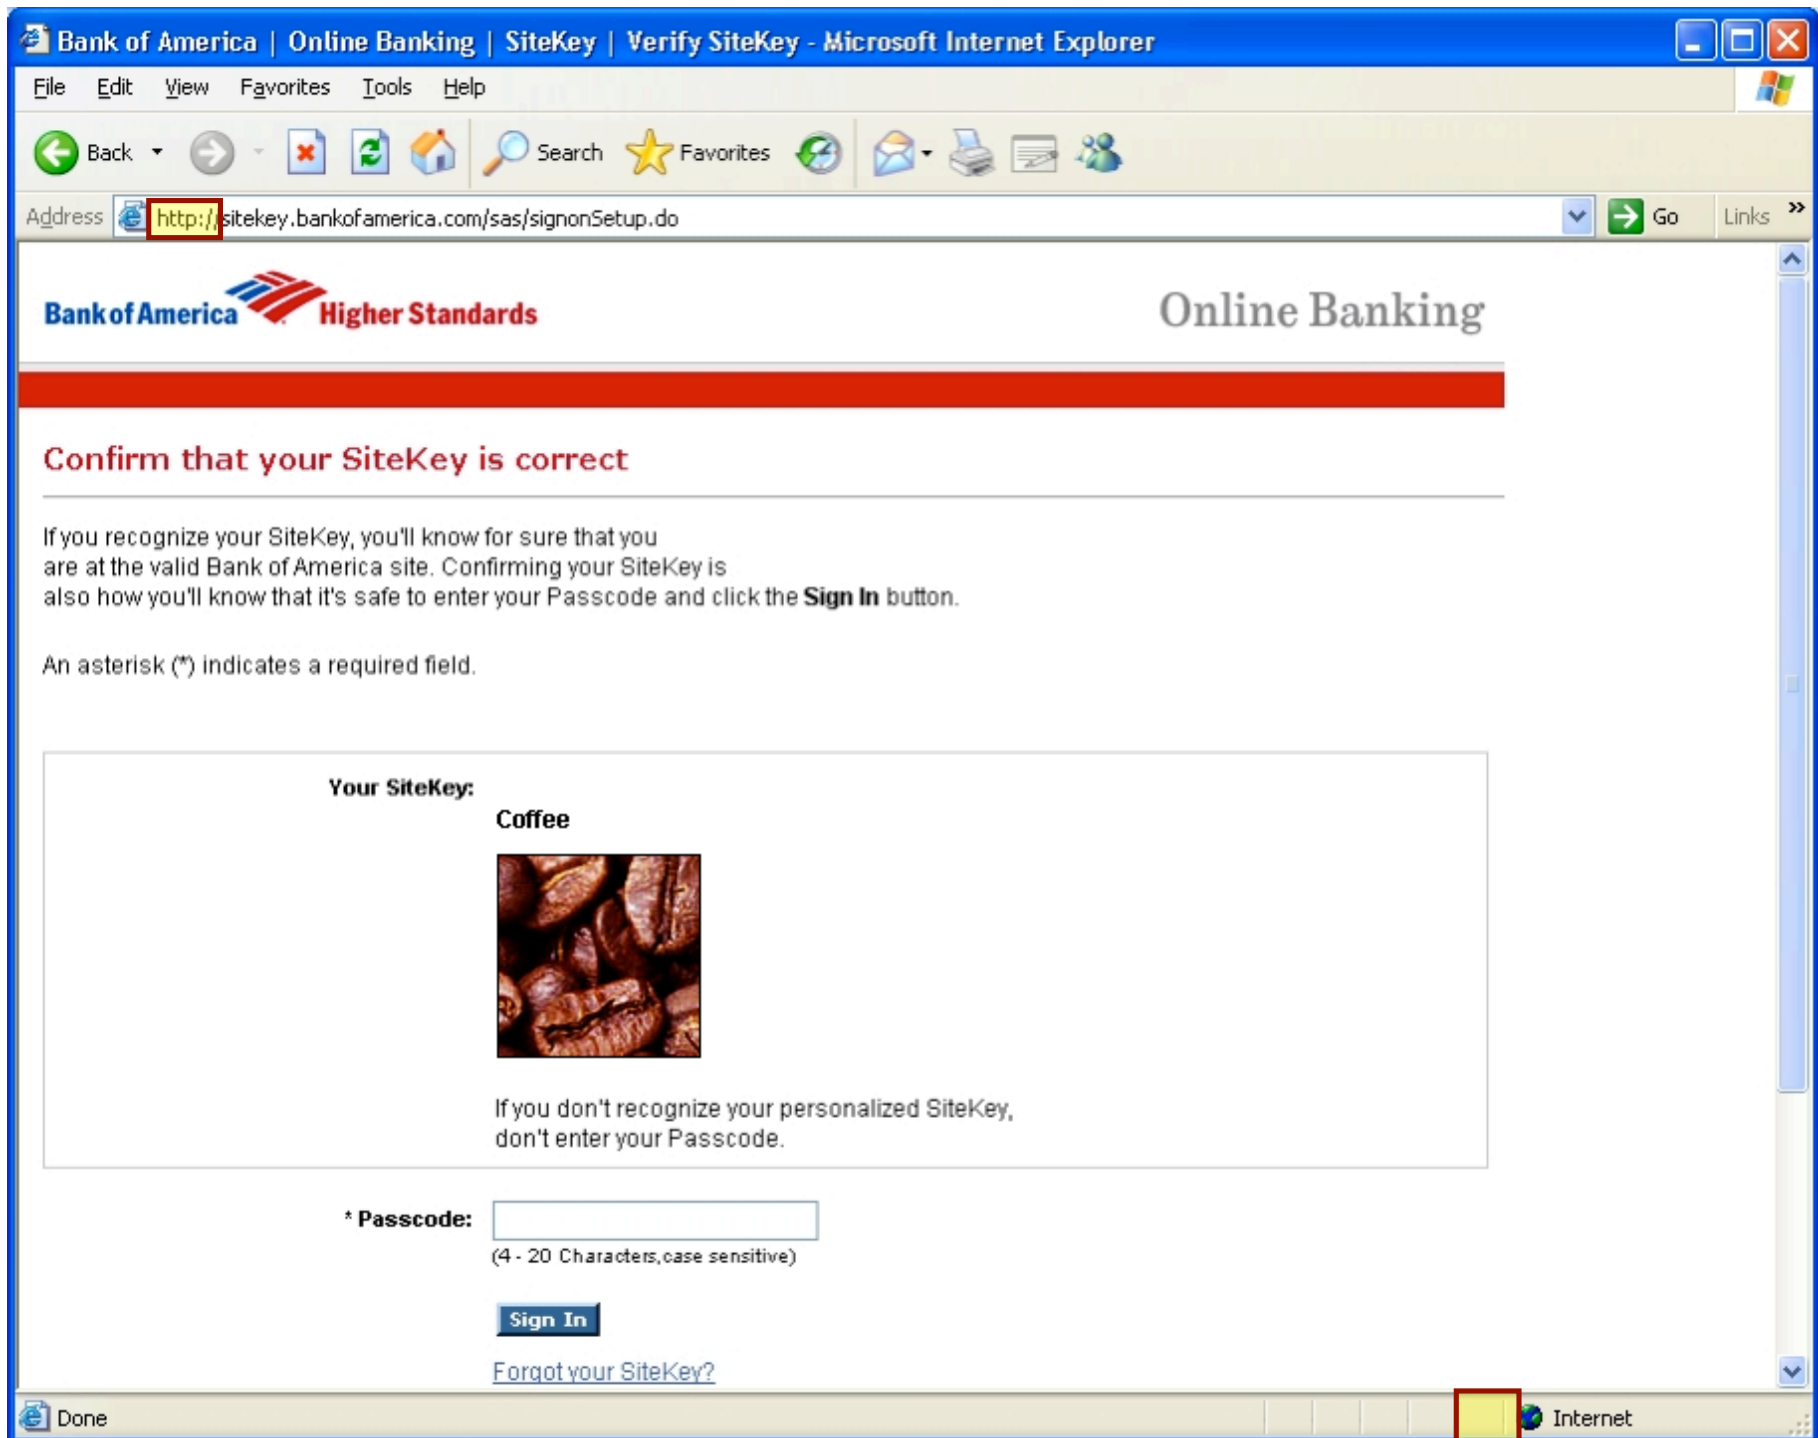 Bank of America | Online Banking | SiteKey | Verify SiteKey - Microsoft Internet Explorer
File Edit View Favorites Tools Help
Back Search Favorites
Address http://sitekey.bankofamerica.com/sas/signonSetup.do Go Links »
Bank of America Higher Standards Online Banking
Confirm that your SiteKey is correct
If you recognize your SiteKey, you'll know for sure that you
are at the valid Bank of America site. Confirming your SiteKey is
also how you'll know that it's safe to enter your Passcode and click the Sign In button.
An asterisk (*) indicates a required field.
Your SiteKey:
Coffee
If you don't recognize your personalized SiteKey,
don't enter your Passcode.
* Passcode:
(4 - 20 Characters,case sensitive)
Sign In
Forgot your SiteKey?
Done Internet